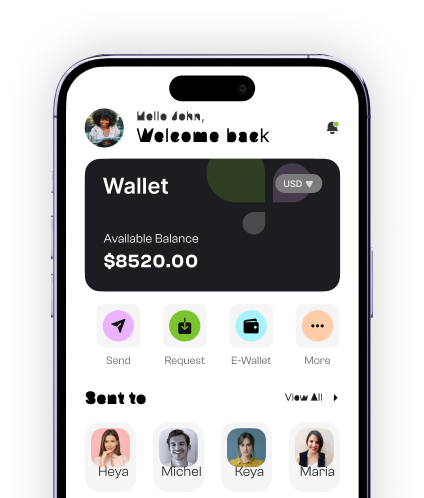 Hello John,
Welcome back
Wallet
USD ▼
Available Balance
$8520.00
Send Request E-Wallet More
Sent to View All
Heya Michel Keya Maria